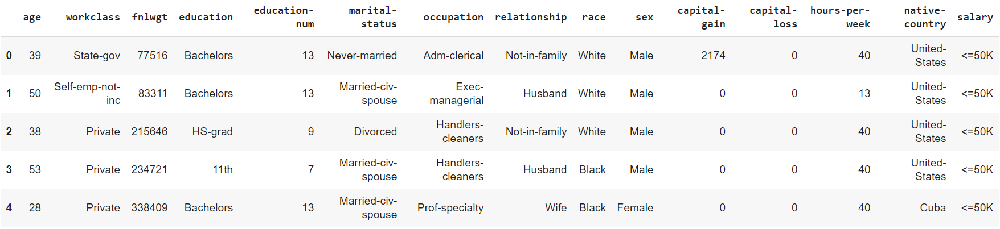 age workclass fnlwgt education education-num marital-status occupation relationship race sex capital-gain capital-loss hours-per-week native-country salary
0 39 State-gov 77516 Bachelors 13 Never-married Adm-clerical Not-in-family White Male 2174 0 40 United-States <=50K
1 50 Self-emp-not-inc 83311 Bachelors 13 Married-civ-spouse Exec-managerial Husband White Male 0 0 13 United-States <=50K
2 38 Private 215646 HS-grad 9 Divorced Handlers-cleaners Not-in-family White Male 0 0 40 United-States <=50K
3 53 Private 234721 11th 7 Married-civ-spouse Handlers-cleaners Husband Black Male 0 0 40 United-States <=50K
4 28 Private 338409 Bachelors 13 Married-civ-spouse Prof-specialty Wife Black Female 0 0 40 Cuba <=50K